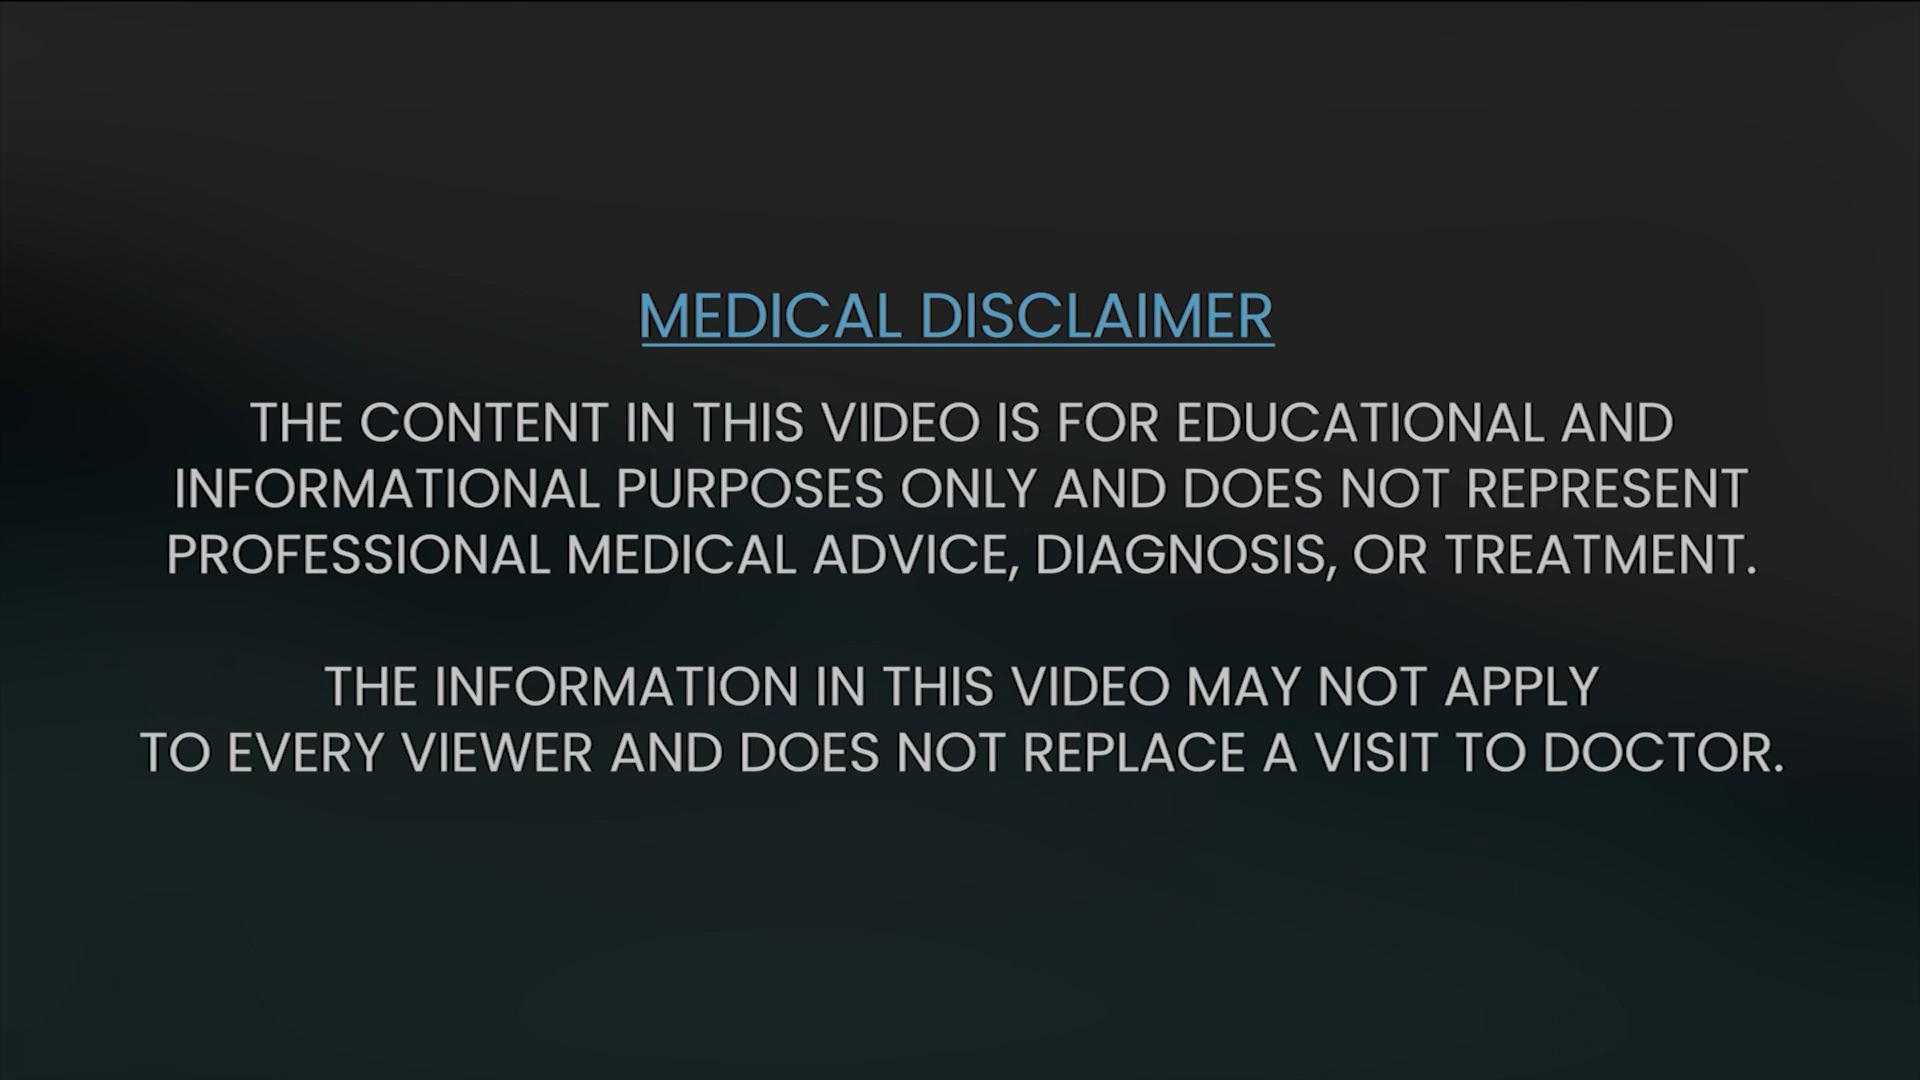 MEDICAL DISCLAIMER
THE CONTENT IN THIS VIDEO IS FOR EDUCATIONAL AND
INFORMATIONAL PURPOSES ONLY AND DOES NOT REPRESENT
PROFESSIONAL MEDICAL ADVICE, DIAGNOSIS, OR TREATMENT.
THE INFORMATION IN THIS VIDEO MAY NOT APPLY
TO EVERY VIEWER AND DOES NOT REPLACE A VISIT TO DOCTOR.